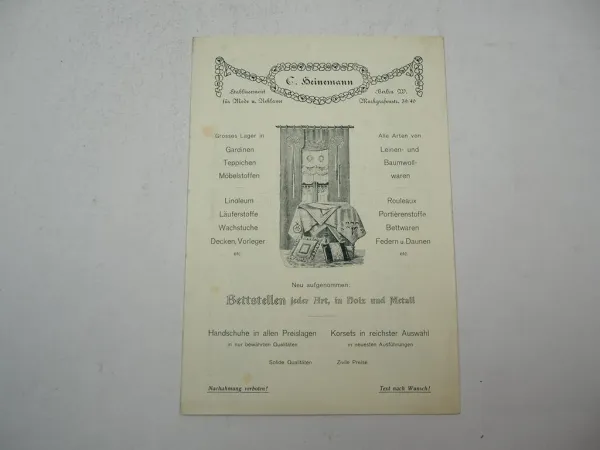 C. Heinemann
Etablissement
für Mode u. Reklame
Berlin W.
Markgrafenstr. 39/40
Grosses Lager in
Gardinen
Teppichen
Möbelstoffen
Linoleum
Läuferstoffe
Wachstuche
Decken, Vorleger
etc.
Alle Arten von
Leinen- und
Baumwoll-
waren
Rouleaux
Portièrenstoffe
Bettwaren
Federn u. Daunen
etc.
Neu aufgenommen:
Bettstellen jeder Art, in Holz und Metall
Handschuhe in allen Preislagen
in nur bewährten Qualitäten
Korsets in reichster Auswahl
in neuesten Ausführungen
Solide Qualitäten
Zivile Preise
Nachahmung verboten!
Text nach Wunsch!